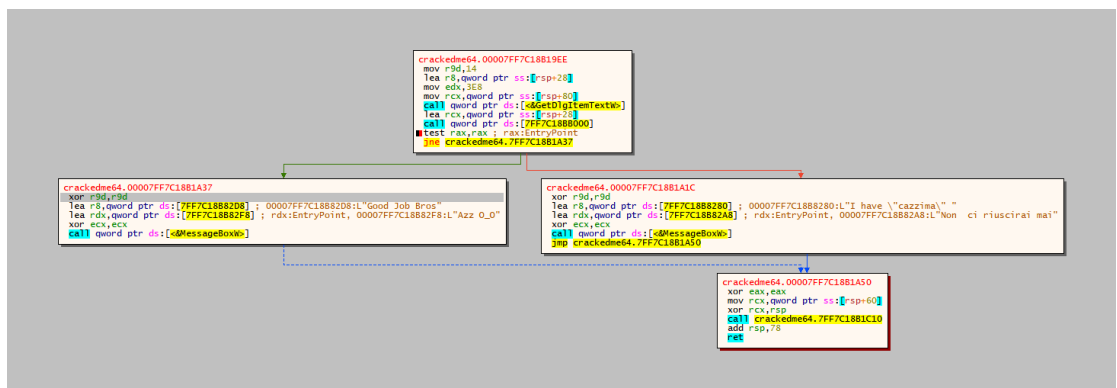 crackedme64.00007FF7C18B19EE
mov r9d,14
lea r8,qword ptr ss:[rsp+28]
mov edx,3E8
mov rcx,qword ptr ss:[rsp+80]
call qword ptr ds:[<&GetDlgItemTextW>]
lea rcx,qword ptr ss:[rsp+28]
call qword ptr ds:[7FF7C18BB000]
test rax,rax ; rax:EntryPoint
jne crackedme64.7FF7C18B1A37
crackedme64.00007FF7C18B1A37
xor r9d,r9d
lea r8,qword ptr ds:[7FF7C18B82D8] ; 00007FF7C18B82D8:L"Good Job Bros"
lea rdx,qword ptr ds:[7FF7C18B82F8] ; rdx:EntryPoint, 00007FF7C18B82F8:L"Azz O_O"
xor ecx,ecx
call qword ptr ds:[<&MessageBoxW>]
crackedme64.00007FF7C18B1A1C
xor r9d,r9d
lea r8,qword ptr ds:[7FF7C18B8280] ; 00007FF7C18B8280:L"I have \"cazzima\" "
lea rdx,qword ptr ds:[7FF7C18B82A8] ; rdx:EntryPoint, 00007FF7C18B82A8:L"Non  ci riuscirai mai"
xor ecx,ecx
call qword ptr ds:[<&MessageBoxW>]
jmp crackedme64.7FF7C18B1A50
crackedme64.00007FF7C18B1A50
xor eax,eax
mov rcx,qword ptr ss:[rsp+60]
xor rcx,rsp
call crackedme64.7FF7C18B1C10
add rsp,78
ret